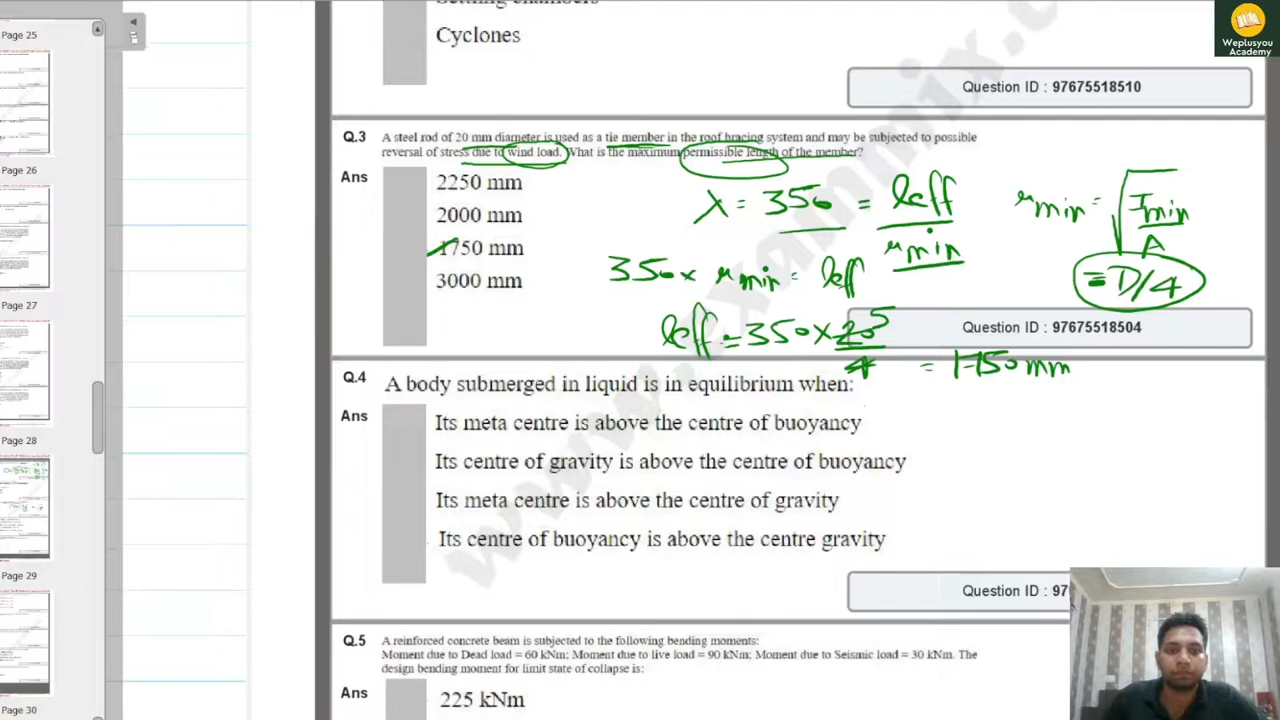 Page 25
Page 26
Page 27
Page 28
Page 29
Page 30
Weplusyou
Academy
Cyclones
Question ID : 97675518510
Q.3 A steel rod of 20 mm diameter is used as a tie member in the roof bracing system and may be subjected to possible
reversal of stress due to wind load. What is the maximum permissible length of the member?
Ans
2250 mm
2000 mm
1750 mm
3000 mm
λ = 350 = leff / rmin
rmin = √Imin / A
= D/4
350 x rmin = leff
leff = 350 x 20 5 / 4 = 1750mm
Question ID : 97675518504
Q.4 A body submerged in liquid is in equilibrium when:
Ans
Its meta centre is above the centre of buoyancy
Its centre of gravity is above the centre of buoyancy
Its meta centre is above the centre of gravity
Its centre of buoyancy is above the centre gravity
Question ID : 97
Q.5 A reinforced concrete beam is subjected to the following bending moments:
Moment due to Dead load = 60 kNm; Moment due to live load = 90 kNm; Moment due to Seismic load = 30 kNm. The
design bending moment for limit state of collapse is:
Ans
225 kNm